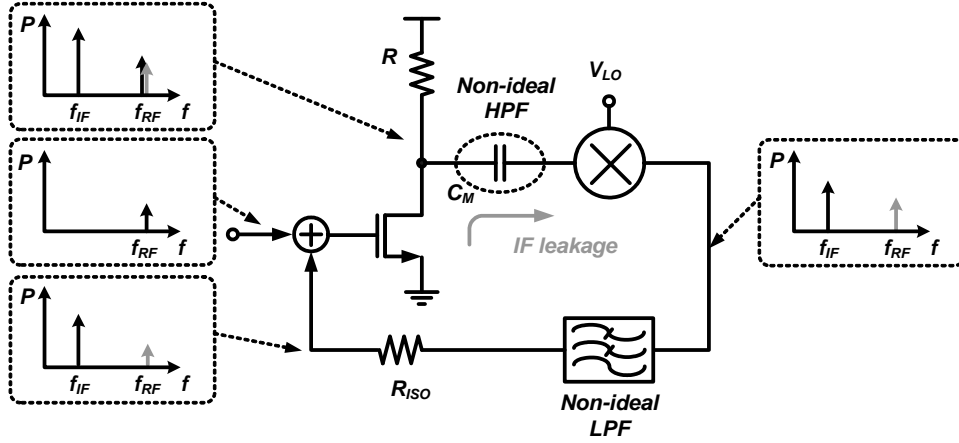 P
f_IF f_RF f
R
Non-ideal
HPF
V_LO
C_M
IF leakage
P
f_RF f
P
f_IF f_RF f
P
f_IF f_RF f
R_ISO
Non-ideal
LPF